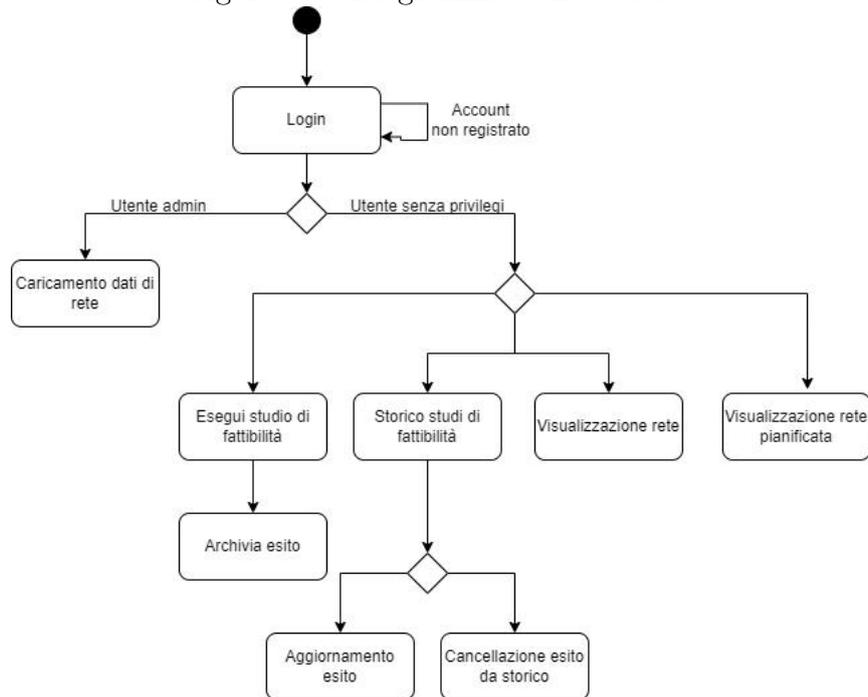 Login
Account
non registrato
Utente admin
Utente senza privilegi
Caricamento dati di
rete
Esegui studio di
fattibilità
Storico studi di
fattibilità
Visualizzazione rete
Visualizzazione rete
pianificata
Archivia esito
Aggiornamento
esito
Cancellazione esito
da storico